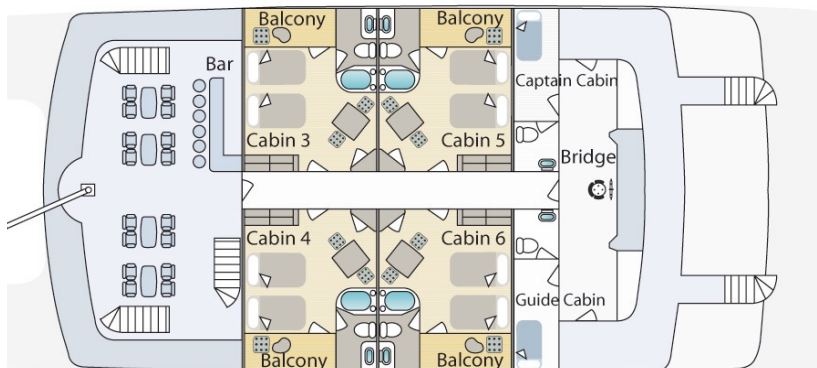 Balcony
Balcony
Bar
Captain Cabin
Cabin 3
Cabin 5
Bridge
Cabin 4
Cabin 6
Guide Cabin
Balcony
Balcony